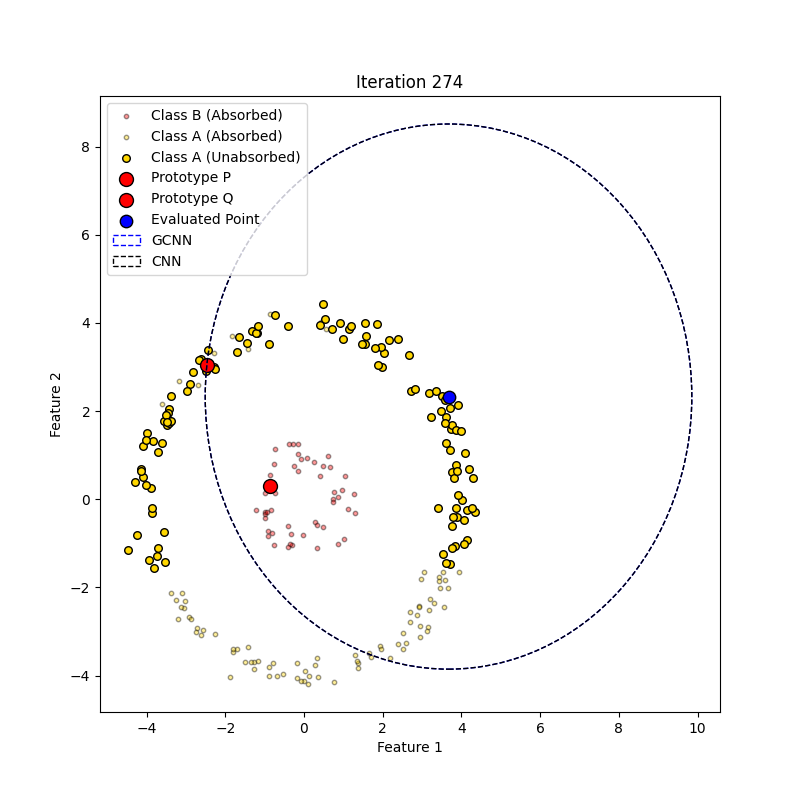 Iteration 274
Class B (Absorbed)
Class A (Absorbed)
Class A (Unabsorbed)
Prototype P
Prototype Q
Evaluated Point
GCNN
CNN
Feature 2
8
6
4
2
0
−2
−4
−4 −2 0 2 4 6 8 10
Feature 1